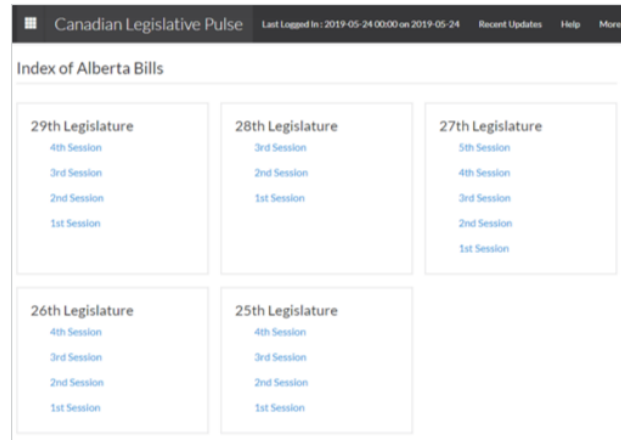 Canadian Legislative Pulse Last Logged In : 2019-05-24 00:00 on 2019-05-24 Recent Updates Help More
Index of Alberta Bills
29th Legislature
4th Session
3rd Session
2nd Session
1st Session
28th Legislature
3rd Session
2nd Session
1st Session
27th Legislature
5th Session
4th Session
3rd Session
2nd Session
1st Session
26th Legislature
4th Session
3rd Session
2nd Session
1st Session
25th Legislature
4th Session
3rd Session
2nd Session
1st Session